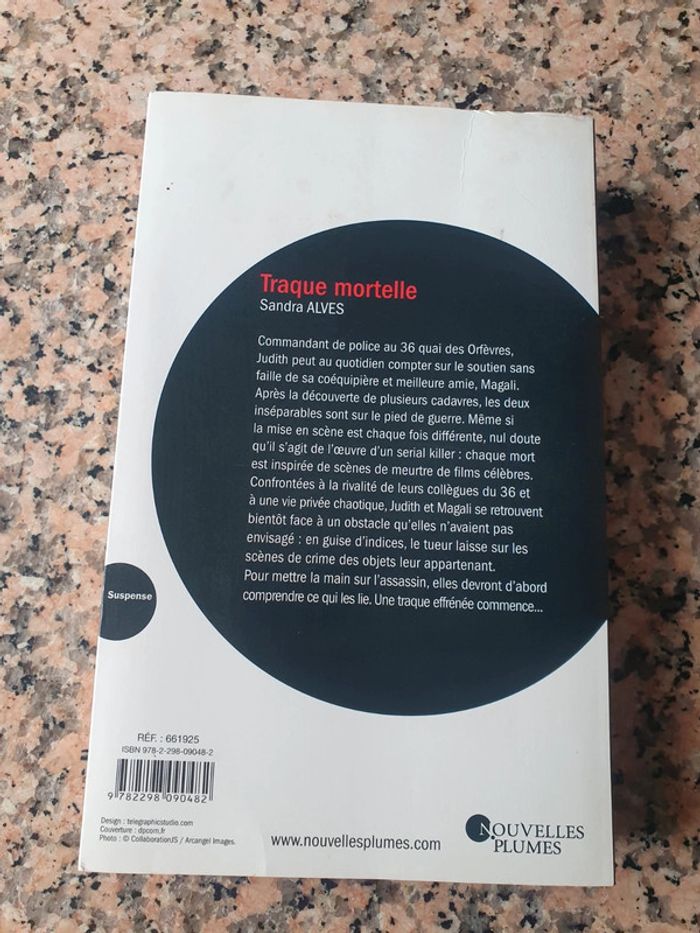 Traque mortelle
Sandra ALVES
Commandant de police au 36 quai des Orfèvres,
Judith peut au quotidien compter sur le soutien sans
faille de sa coéquipière et meilleure amie, Magali.
Après la découverte de plusieurs cadavres, les deux
inséparables sont sur le pied de guerre. Même si
la mise en scène est chaque fois différente, nul doute
qu'il s'agit de l'œuvre d'un serial killer : chaque mort
est inspirée de scènes de meurtre de films célèbres.
Confrontées à la rivalité de leurs collègues du 36 et
à une vie privée chaotique, Judith et Magali se retrouvent
bientôt face à un obstacle qu'elles n'avaient pas
envisagé : en guise d'indices, le tueur laisse sur les
scènes de crime des objets leur appartenant.
Pour mettre la main sur l'assassin, elles devront d'abord
comprendre ce qui les lie. Une traque effrénée commence...
Suspense
RÉF. : 661925
ISBN 978-2-298-09048-2
9 782298 090482
Design : telegraphicstudio.com
Couverture : dpcom.fr
Photo : © CollaborationJS / Arcangel Images.
www.nouvellesplumes.com
NOUVELLES
PLUMES